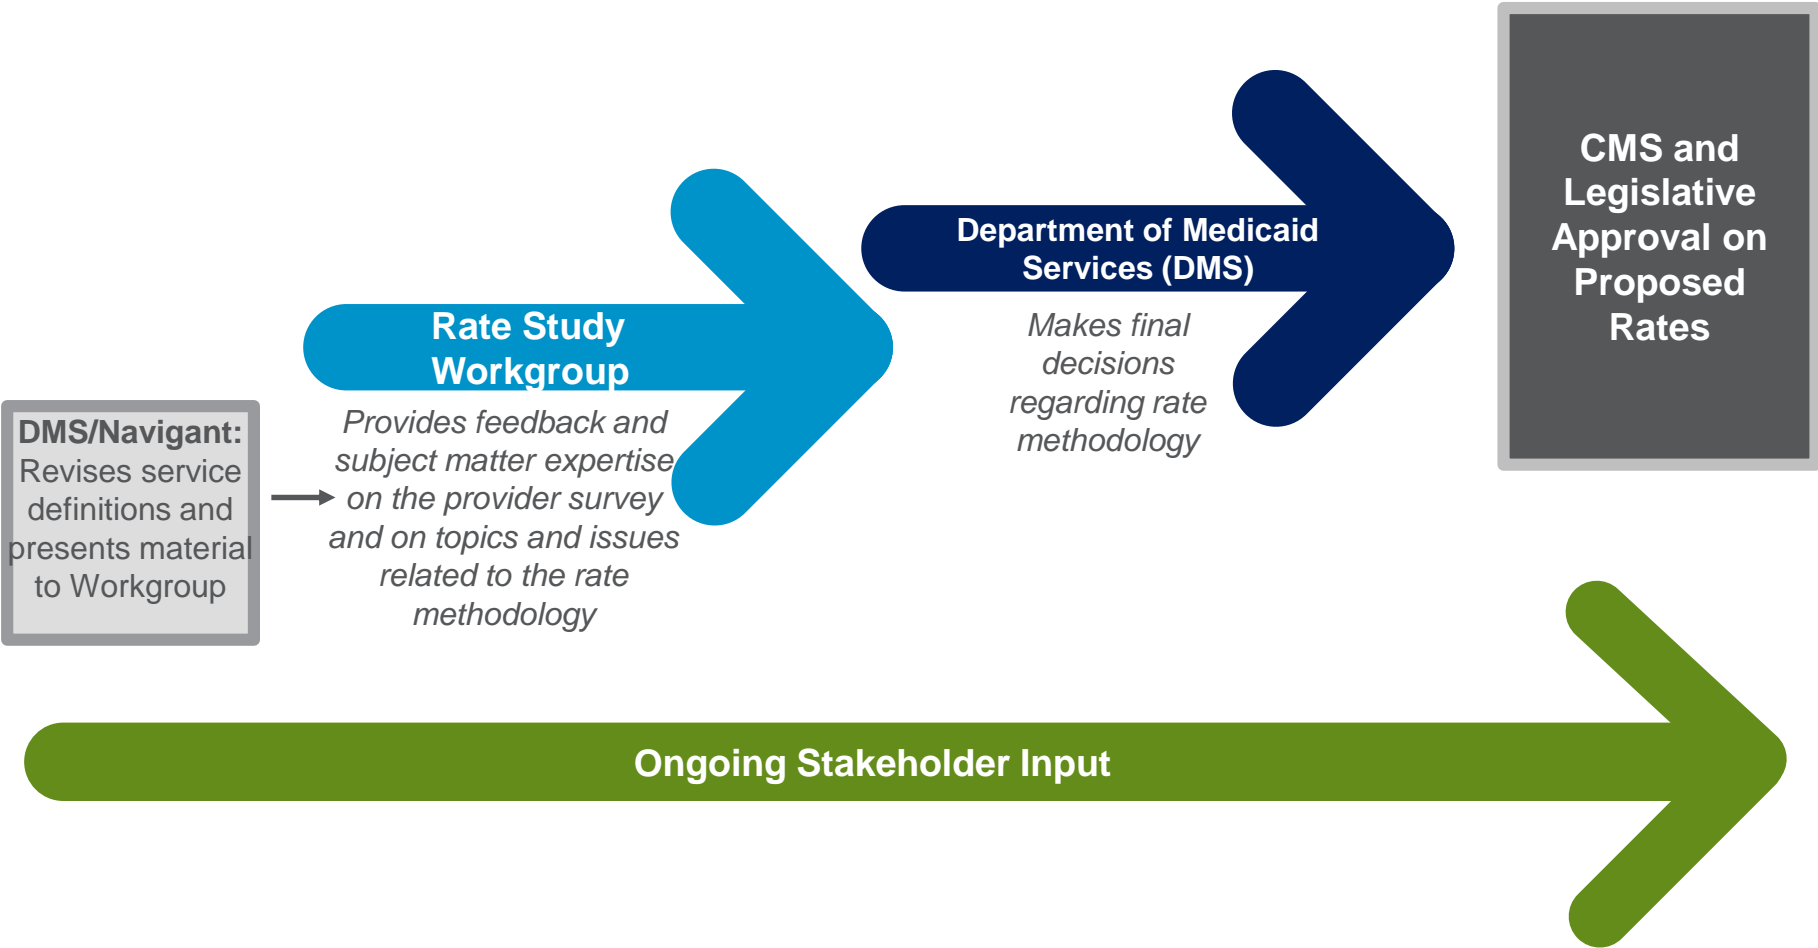 DMS/Navigant:
Revises service
definitions and
presents material
to Workgroup
Rate Study
Workgroup
Provides feedback and
subject matter expertise
on the provider survey
and on topics and issues
related to the rate
methodology
Department of Medicaid
Services (DMS)
Makes final
decisions
regarding rate
methodology
CMS and
Legislative
Approval on
Proposed
Rates
Ongoing Stakeholder Input